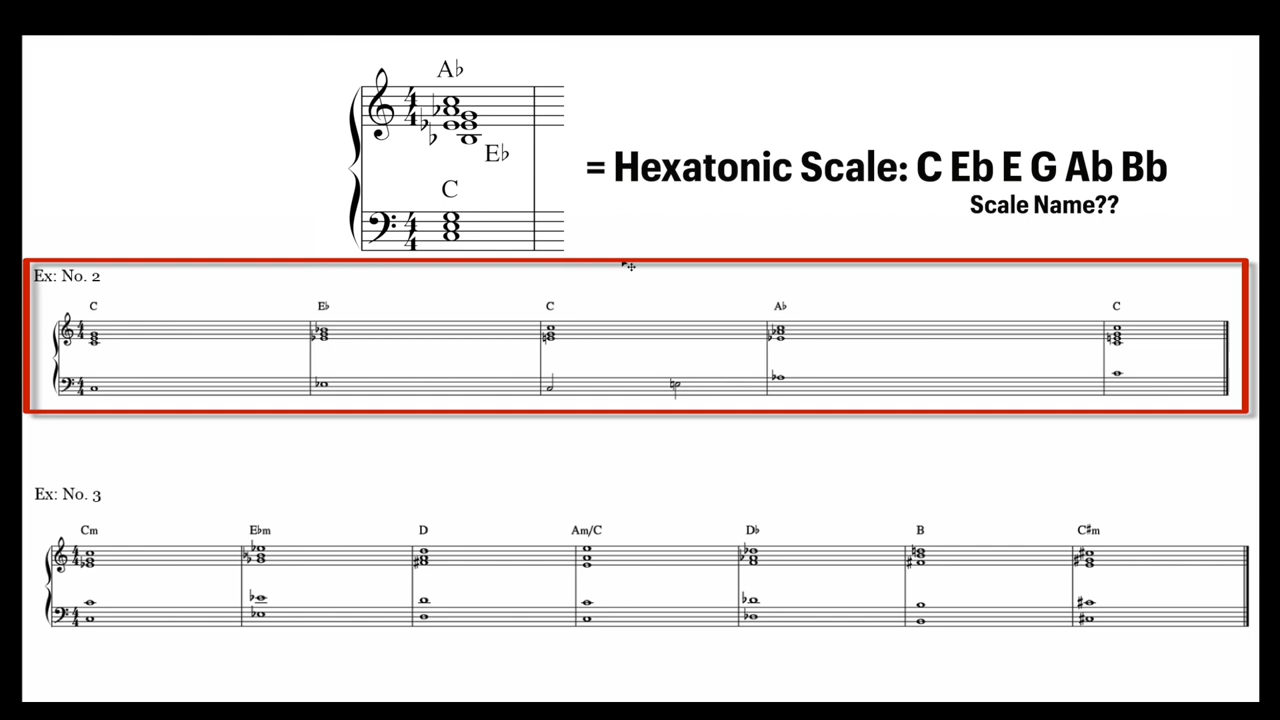 A♭
= Hexatonic Scale: C Eb E G Ab Bb
E♭
C
Scale Name??
Ex: No. 2
C E♭ C A♭ C
Ex: No. 3
Cm E♭m D Am/C D♭ B C♯m